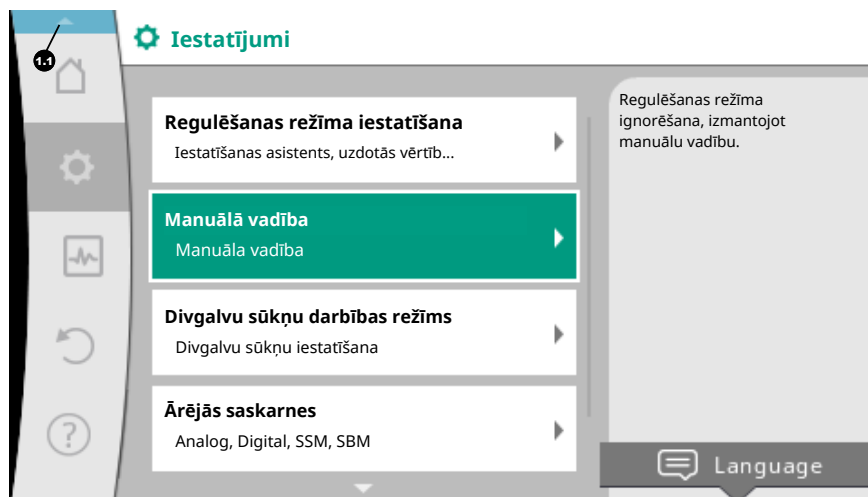 1.1
Iestatījumi
Regulēšanas režīma iestatīšana
Iestatīšanas asistents, uzdotās vērtīb...
Manuālā vadība
Manuāla vadība
Divgalvu sūkņu darbības režīms
Divgalvu sūkņu iestatīšana
Ārējās saskarnes
Analog, Digital, SSM, SBM
Regulēšanas režīma
ignorēšana, izmantojot
manuālu vadību.
Language